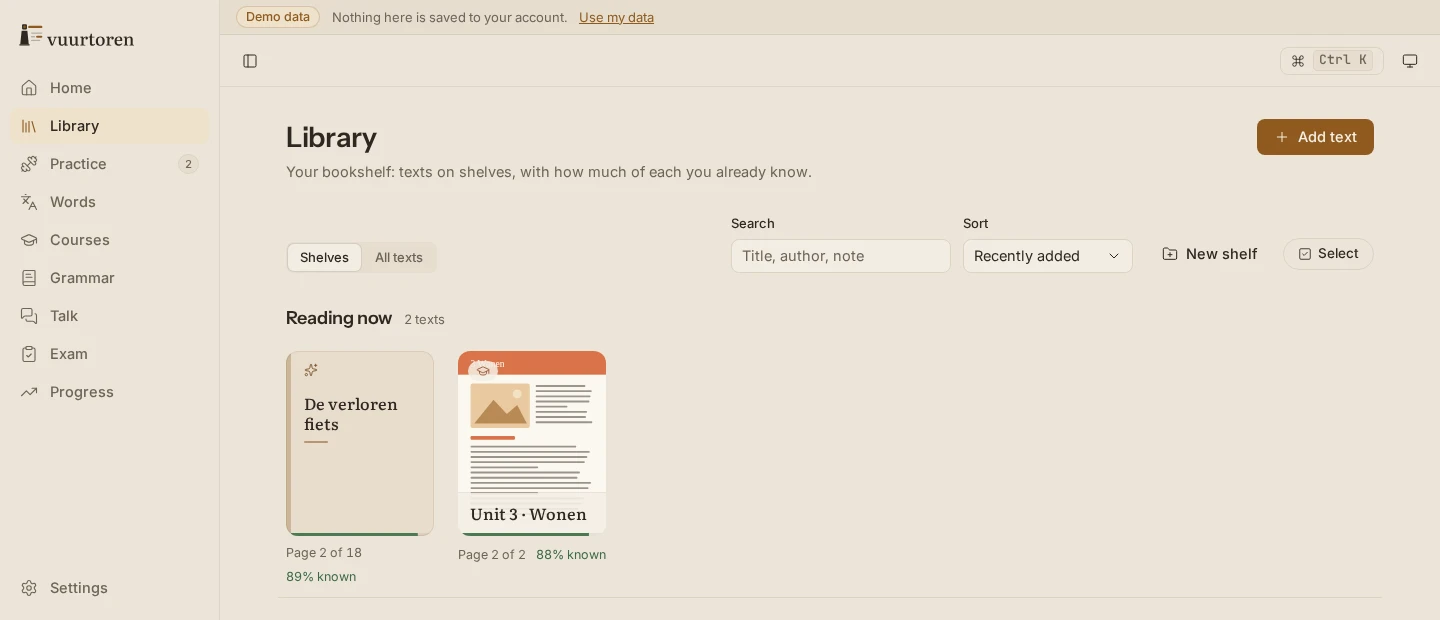 vuurtoren
Home
Library
Practice 2
Words
Courses
Grammar
Talk
Exam
Progress
Settings
Demo data Nothing here is saved to your account. Use my data
⌘ Ctrl K
Library
Add text
Your bookshelf: texts on shelves, with how much of each you already know.
Shelves All texts
Search
Title, author, note
Sort
Recently added
New shelf
Select
Reading now 2 texts
De verloren
fiets
Page 2 of 18
89% known
Unit 3 · Wonen
Page 2 of 2 88% known